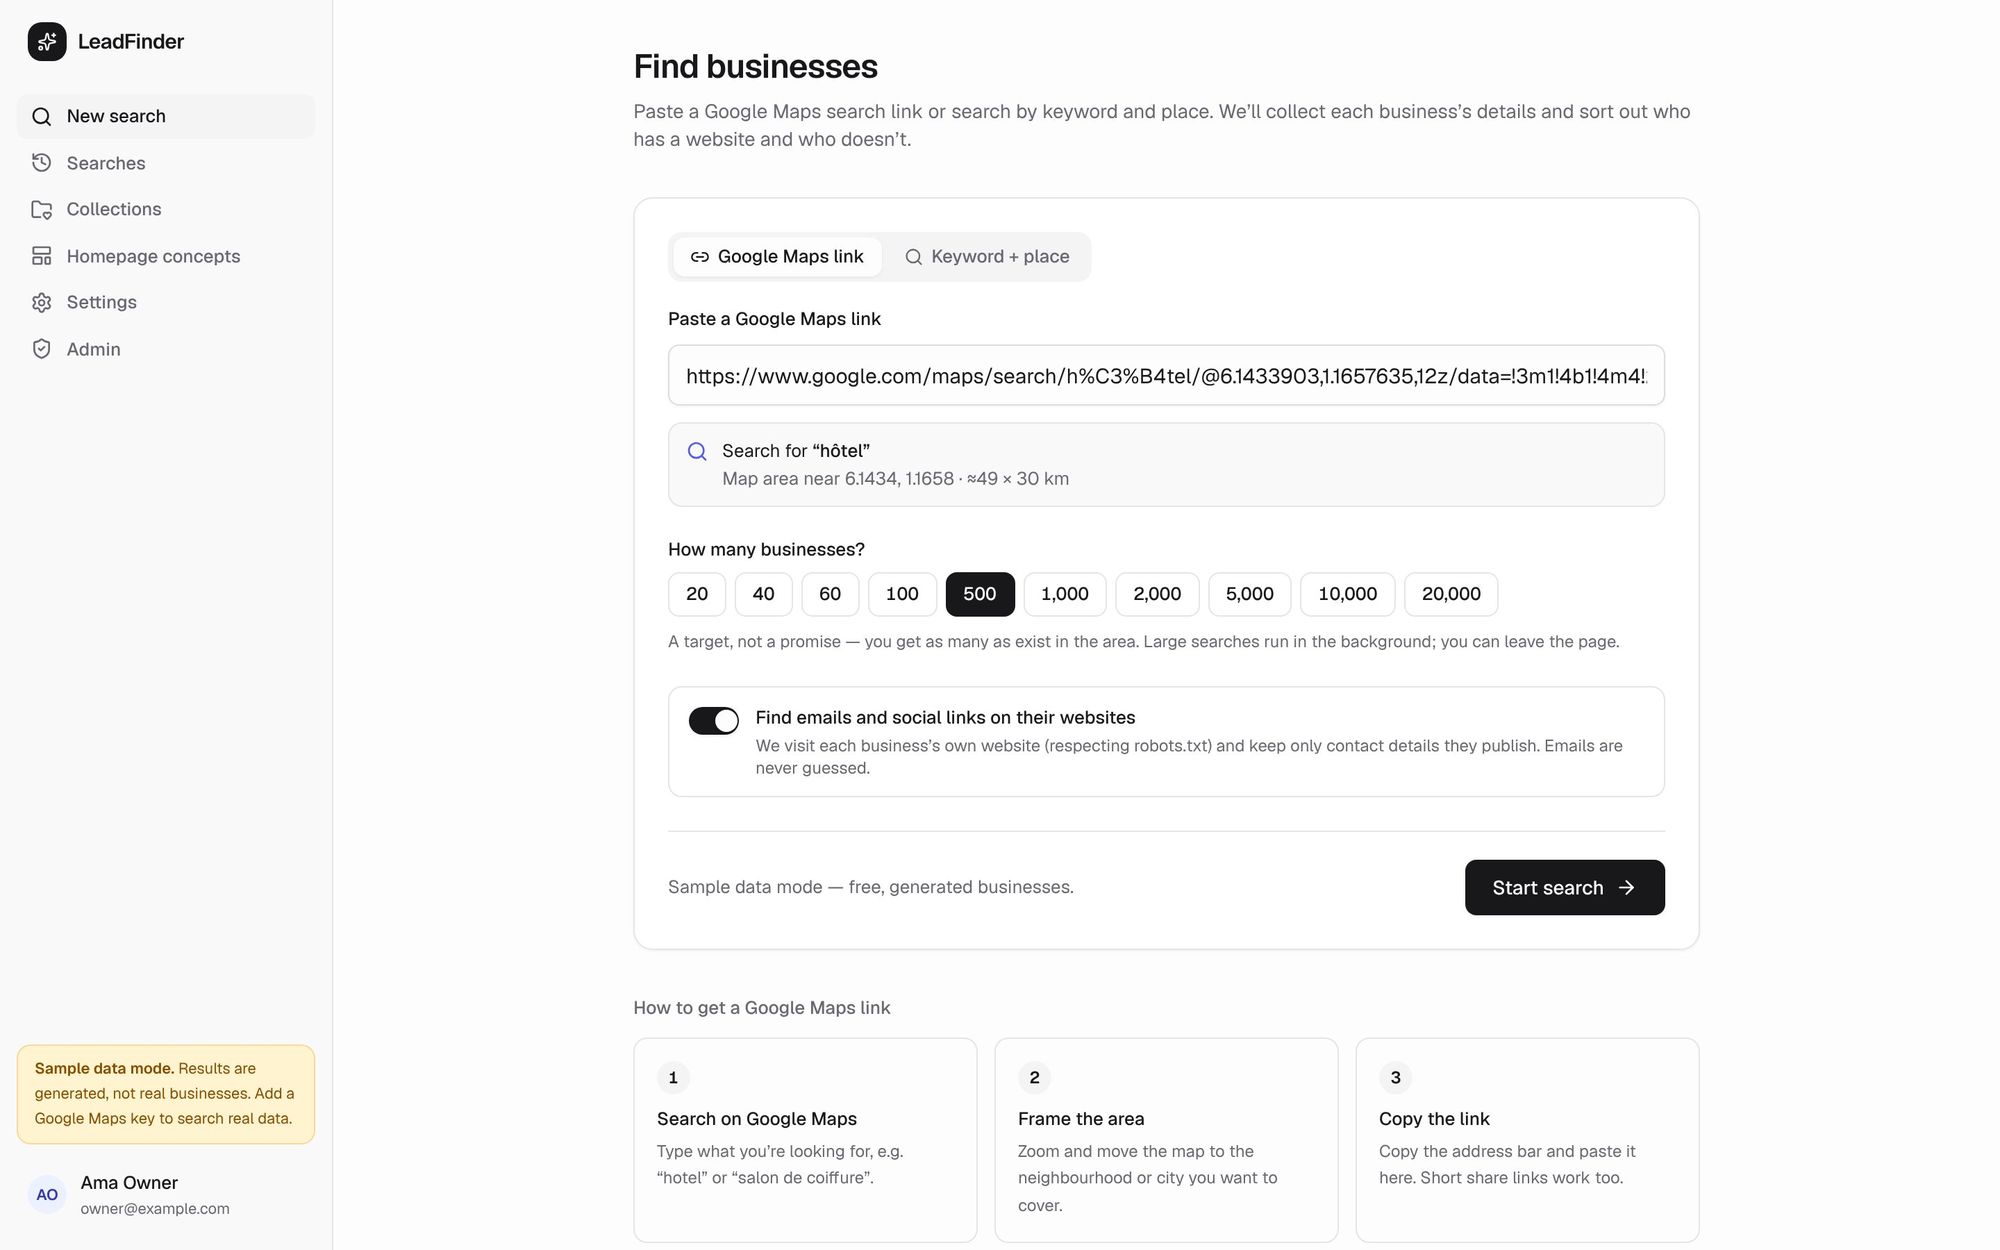 LeadFinder
New search
Searches
Collections
Homepage concepts
Settings
Admin
Sample data mode. Results are
generated, not real businesses. Add a
Google Maps key to search real data.
AO
Ama Owner
owner@example.com
Find businesses
Paste a Google Maps search link or search by keyword and place. We’ll collect each business’s details and sort out who
has a website and who doesn’t.
Google Maps link
Keyword + place
Paste a Google Maps link
https://www.google.com/maps/search/h%C3%B4tel/@6.1433903,1.1657635,12z/data=!3m1!4b1!4m4!
Search for “hôtel”
Map area near 6.1434, 1.1658 · ≈49 × 30 km
How many businesses?
20 40 60 100 500 1,000 2,000 5,000 10,000 20,000
A target, not a promise — you get as many as exist in the area. Large searches run in the background; you can leave the page.
Find emails and social links on their websites
We visit each business’s own website (respecting robots.txt) and keep only contact details they publish. Emails are
never guessed.
Sample data mode — free, generated businesses.
Start search
How to get a Google Maps link
1
Search on Google Maps
Type what you’re looking for, e.g.
“hotel” or “salon de coiffure”.
2
Frame the area
Zoom and move the map to the
neighbourhood or city you want to
cover.
3
Copy the link
Copy the address bar and paste it
here. Short share links work too.